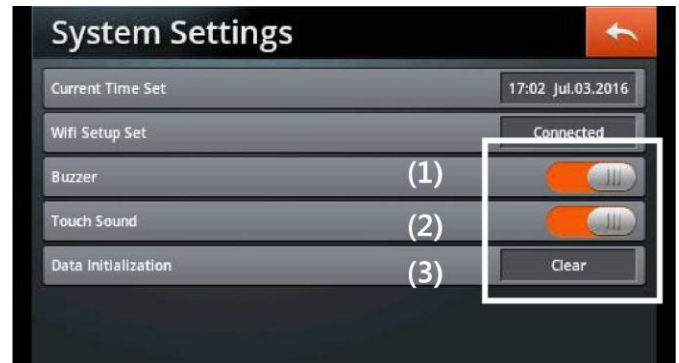 System Settings
Current Time Set 17:02 Jul.03.2016
Wifi Setup Set Connected
Buzzer (1)
Touch Sound (2)
Data Initialization (3) Clear